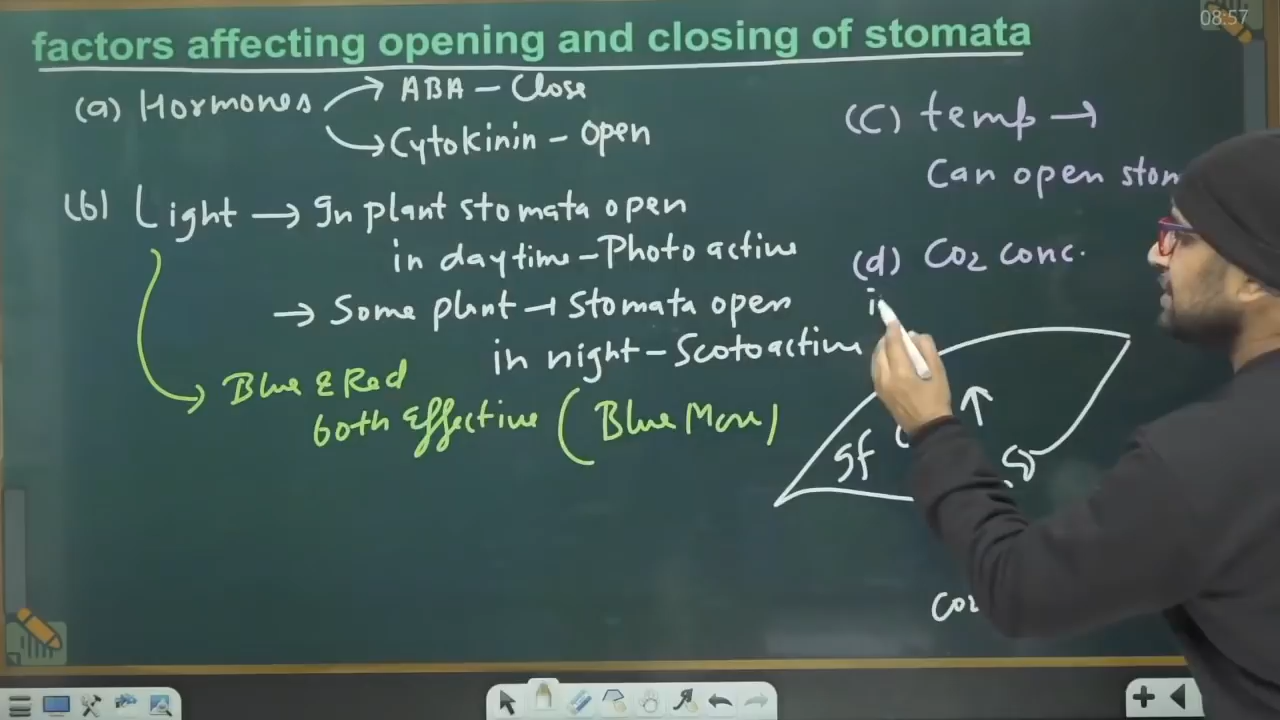 08:57
factors affecting opening and closing of stomata
(a) Hormones → ABA - Close
→ Cytokinin - open
(b) Light → In plant stomata open
in daytime - Photo active
→ Some plant → Stomata open
in night - Scotoactive
Blue & Red
both Effective (Blue More)
(C) temp →
Can open stom
(d) CO2 conc.
If
CO2